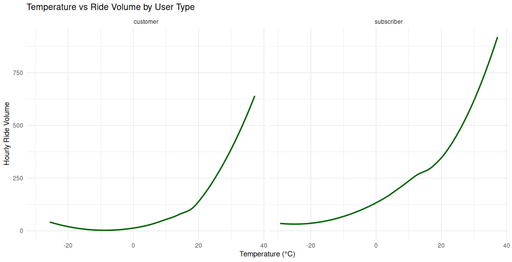 Temperature vs Ride Volume by User Type
customer
subscriber
Hourly Ride Volume
750
500
250
0
-20 0 20 40
-20 0 20 40
Temperature (°C)